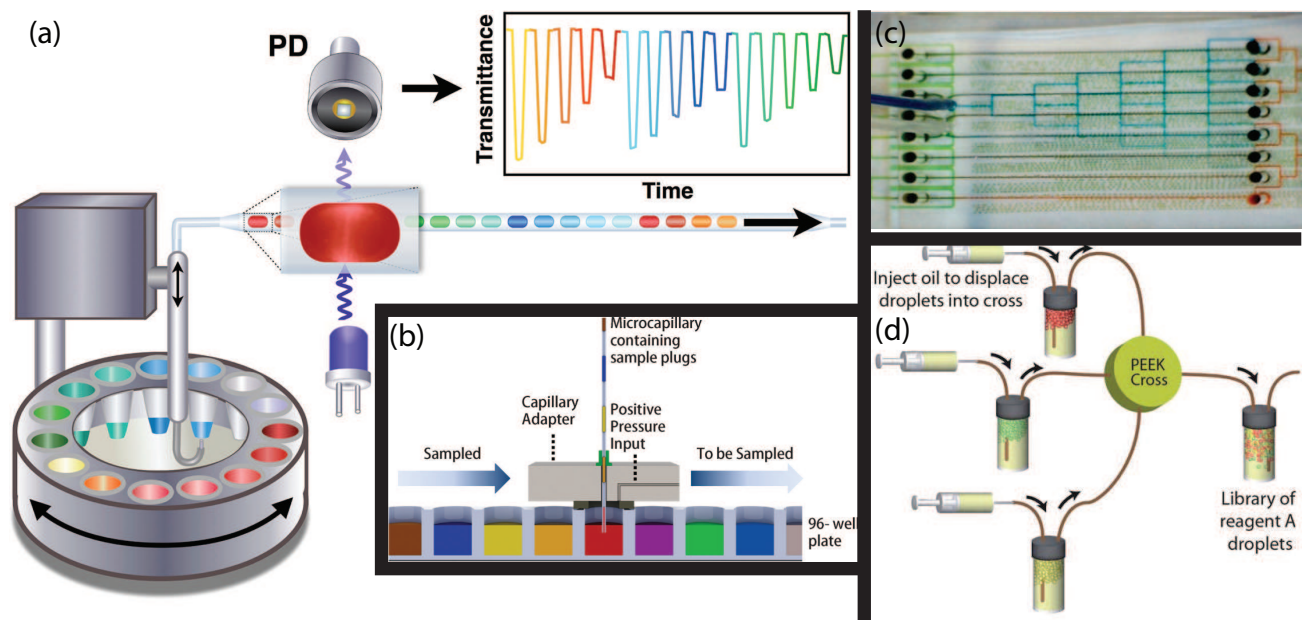 (a)
PD
Transmittance
Time
(b)
Microcapillary
containing
sample plugs
Capillary
Adapter
Positive
Pressure
Input
Sampled
To be Sampled
96- well
plate
(c)
Inject oil to displace
droplets into cross
(d)
PEEK
Cross
Library of
reagent A
droplets